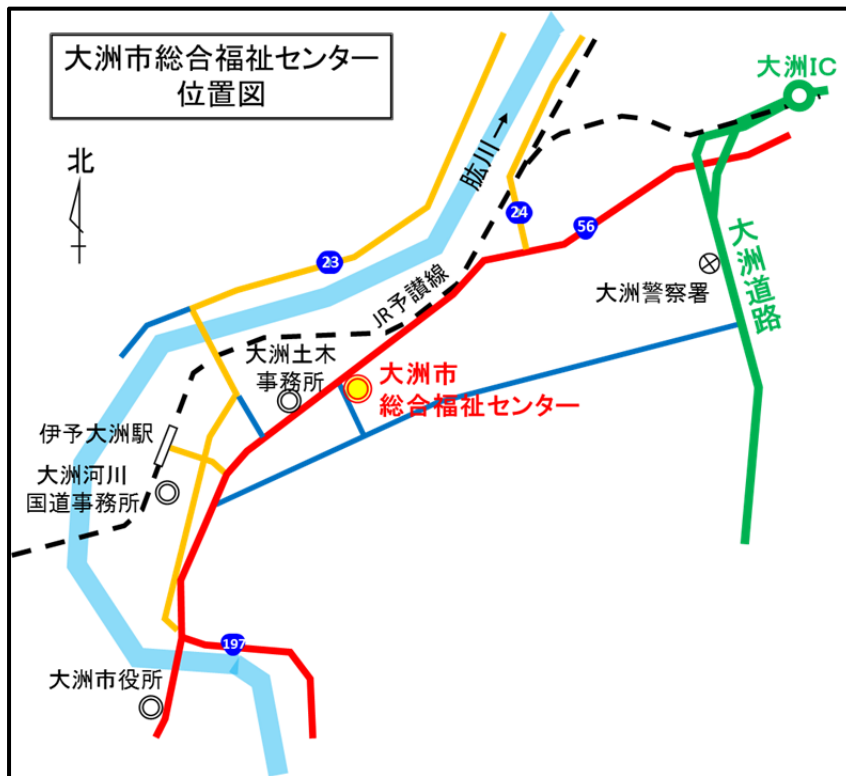 大洲市総合福祉センター
位置図
大洲IC
北
肱川→
24
56
23
大洲道路
大洲警察署
JR予讃線
大洲土木
事務所
大洲市
総合福祉センター
伊予大洲駅
大洲河川
国道事務所
197
大洲市役所